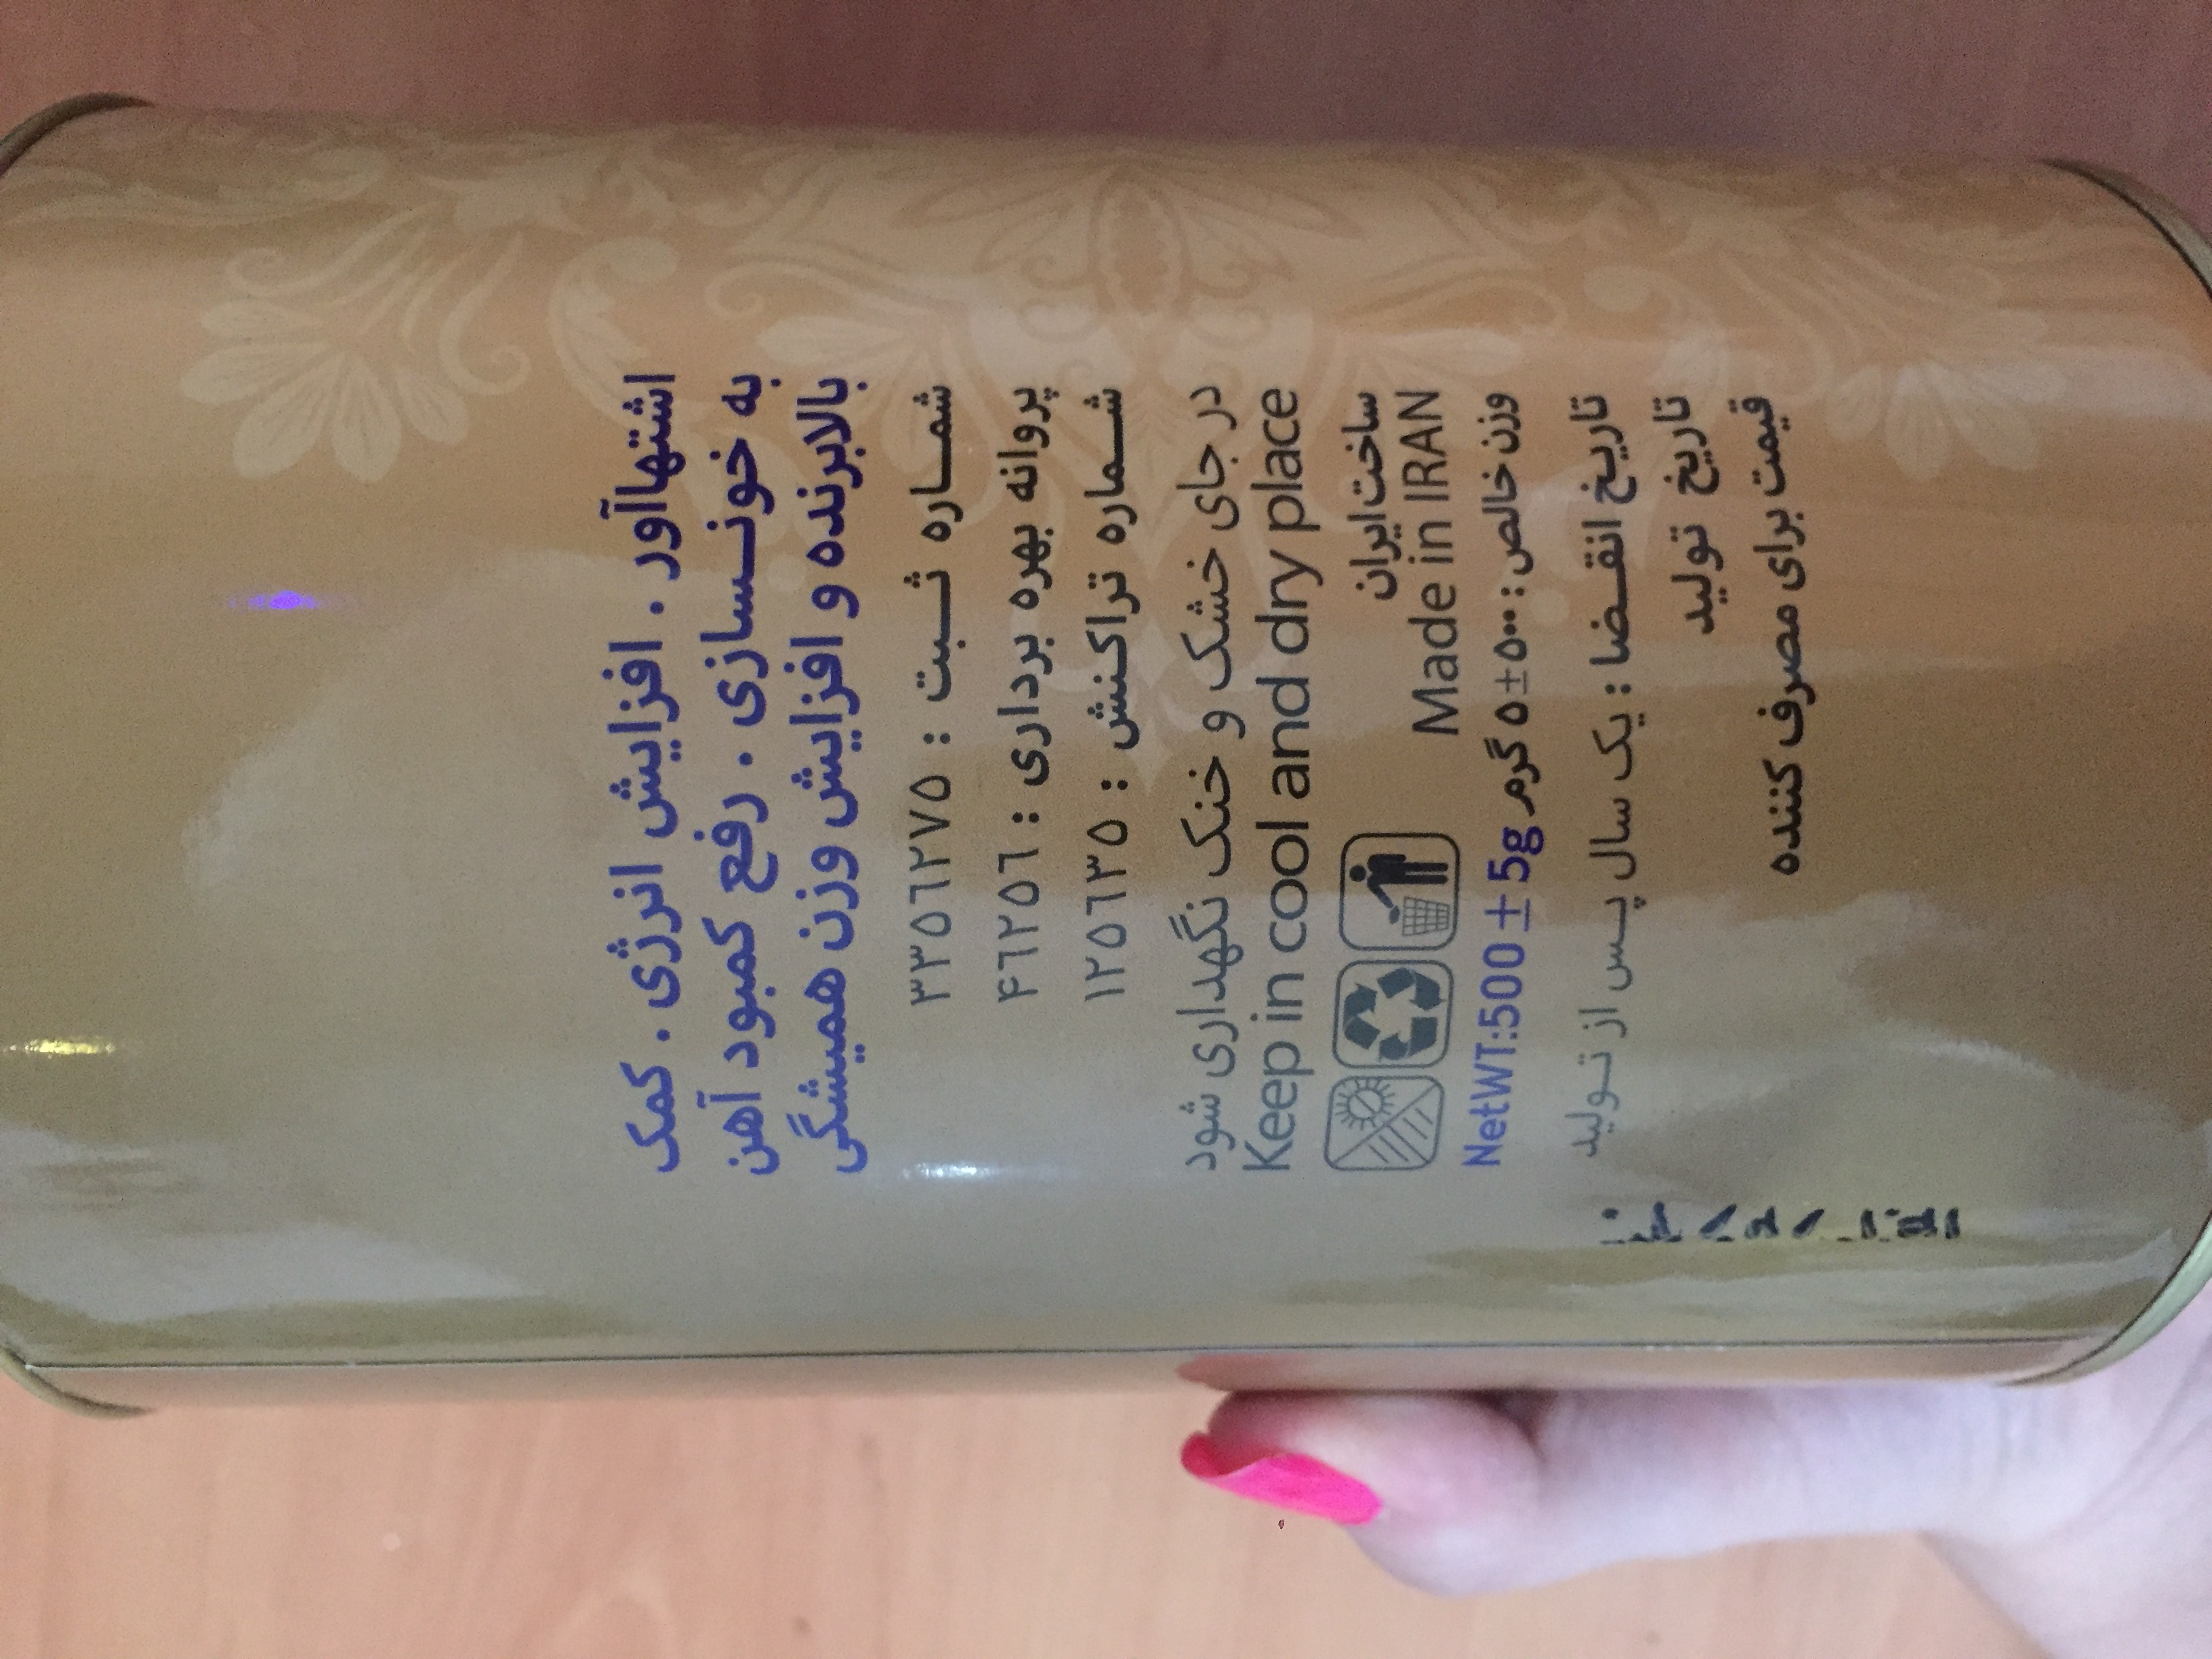 اشتهاآور . افزایش انرژی . کمک
به خونسازی . رفع کمبود آهن
بالابرنده و افزایش وزن همیشگی
شماره ثبت : ۳۳۵٦۲۷۵
پروانه بهره برداری : ۴٦۲۵٦
شماره تراکنش : ۱۲۵٦۳۵
در جای خشک و خنک نگهداری شود
Keep in cool and dry place
ساخت ایران
Made in IRAN
وزن خالص : ۵۰۰±۵ گرم NetWT:500±5g
تاریخ انقضا : یک سال پس از تولید
تاریخ تولید
قیمت برای مصرف کننده